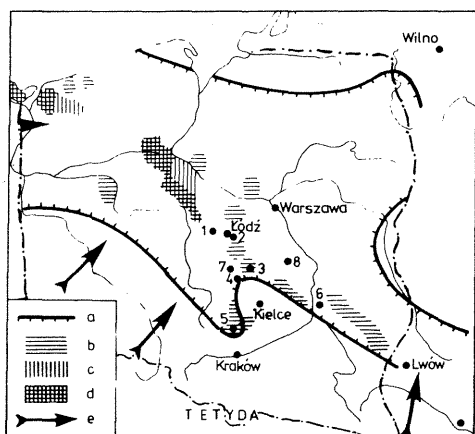 Wilno
Warszawa
1 Łódź
2
7 4 3 8
6
Kielce
5
Kraków
Lwów
TETYDA
a
b
c
d
e